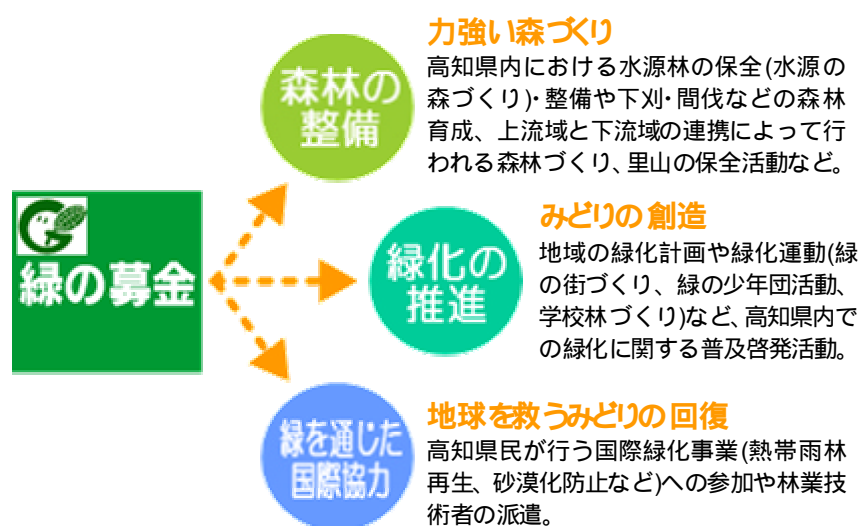 力強い森づくり
森林の
整備
高知県内における水源林の保全(水源の
森づくり)・整備や下刈・間伐などの森林
育成、上流域と下流域の連携によって行
われる森林づくり、里山の保全活動など。
緑の募金
みどりの創造
緑化の
推進
地域の緑化計画や緑化運動(緑
の街づくり、緑の少年団活動、
学校林づくり)など、高知県内で
の緑化に関する普及啓発活動。
地球を救うみどりの回復
緑を通じた
国際協力
高知県民が行う国際緑化事業(熱帯雨林
再生、砂漠化防止など)への参加や林業技
術者の派遣。